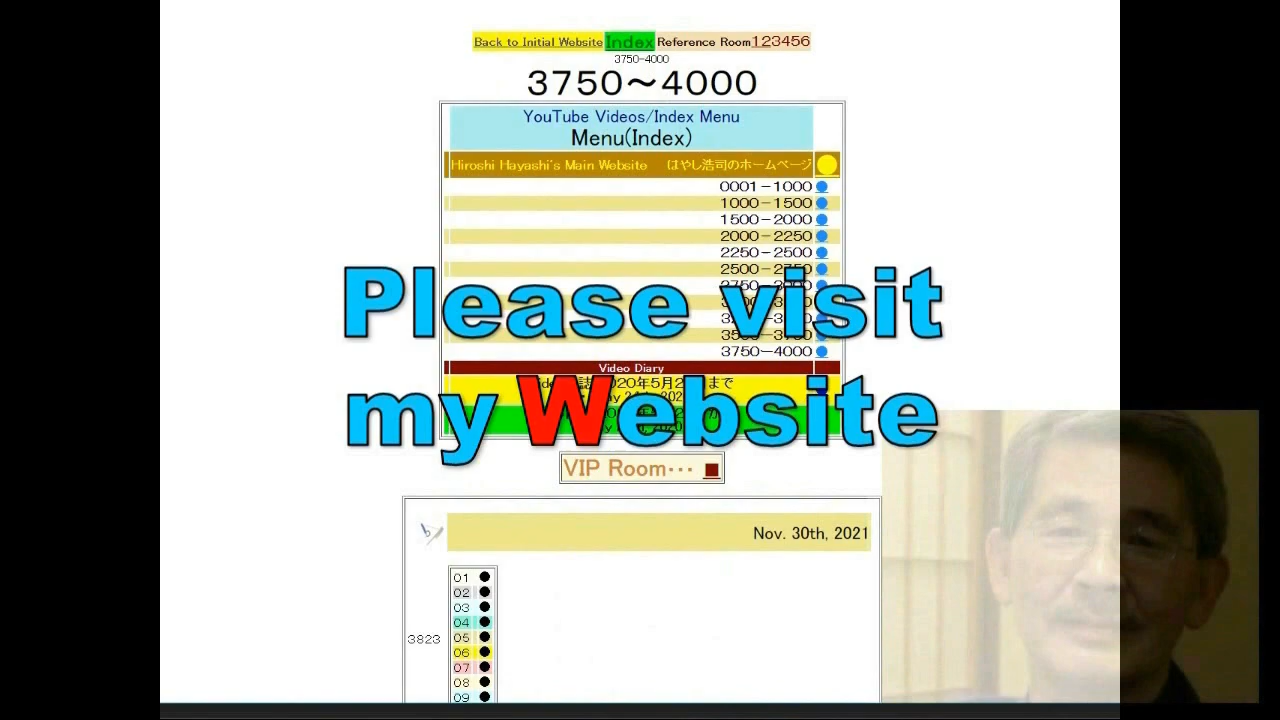 Back to Initial Website Index Reference Room123456
3750-4000
3750～4000
YouTube Videos/Index Menu
Menu(Index)
Hiroshi Hayashi's Main Website はやし浩司のホームページ
0001－1000
1000－1500
1500－2000
2000－2250
2250－2500
2500－2750
Please visit
3750－4000
Video Diary
my Website
VIP Room･･･
Nov. 30th, 2021
01
02
03
04
05
3823
06
07
08
09